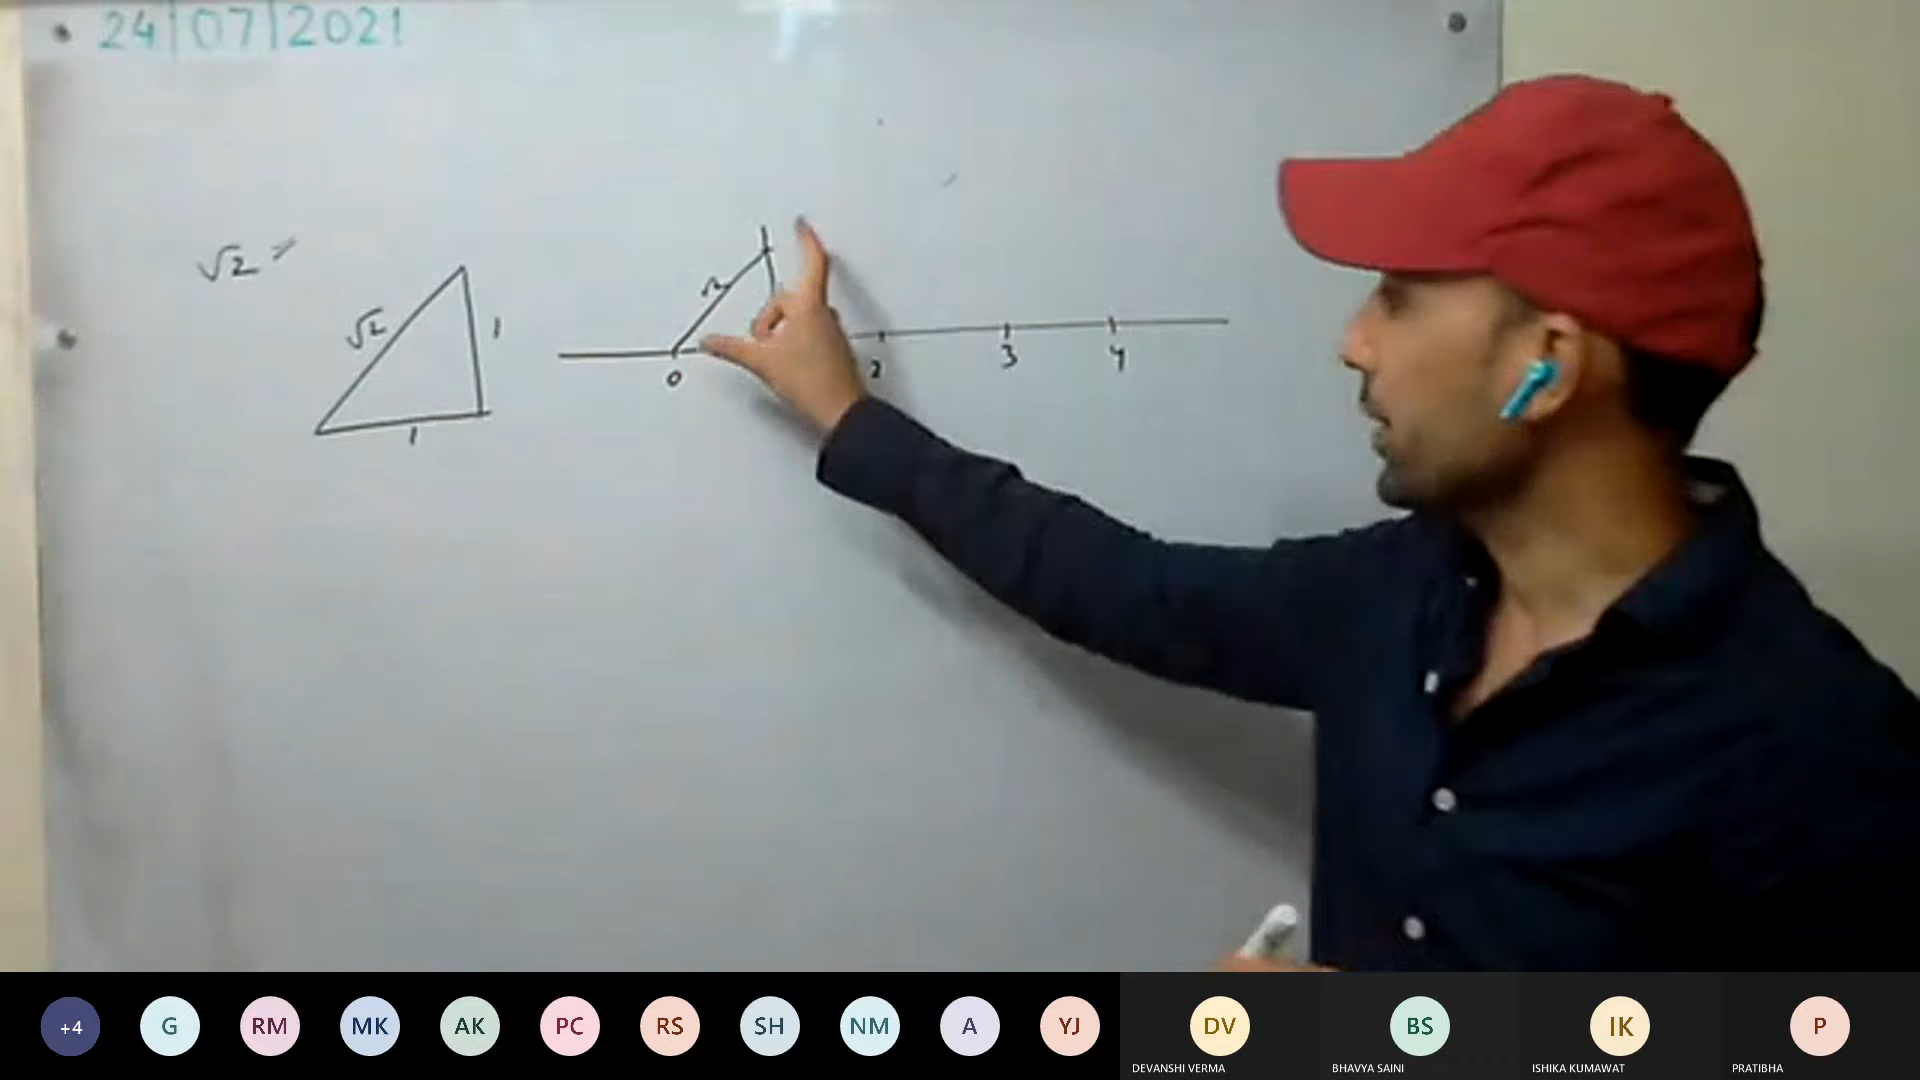 24|07|2021
√2 =
√2
1
1
√2
0
2
3
4
+4
G
RM
MK
AK
PC
RS
SH
NM
A
YJ
DV
BS
IK
P
DEVANSHI VERMA
BHAVYA SAINI
ISHIKA KUMAWAT
PRATIBHA